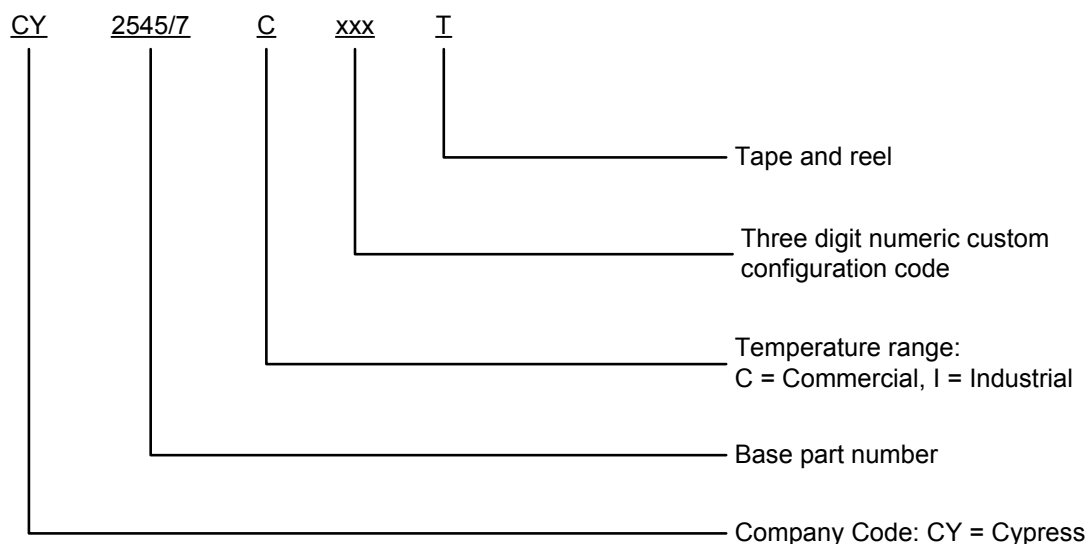 CY 2545/7 C xxx T
Tape and reel
Three digit numeric custom
configuration code
Temperature range:
C = Commercial, I = Industrial
Base part number
Company Code: CY = Cypress